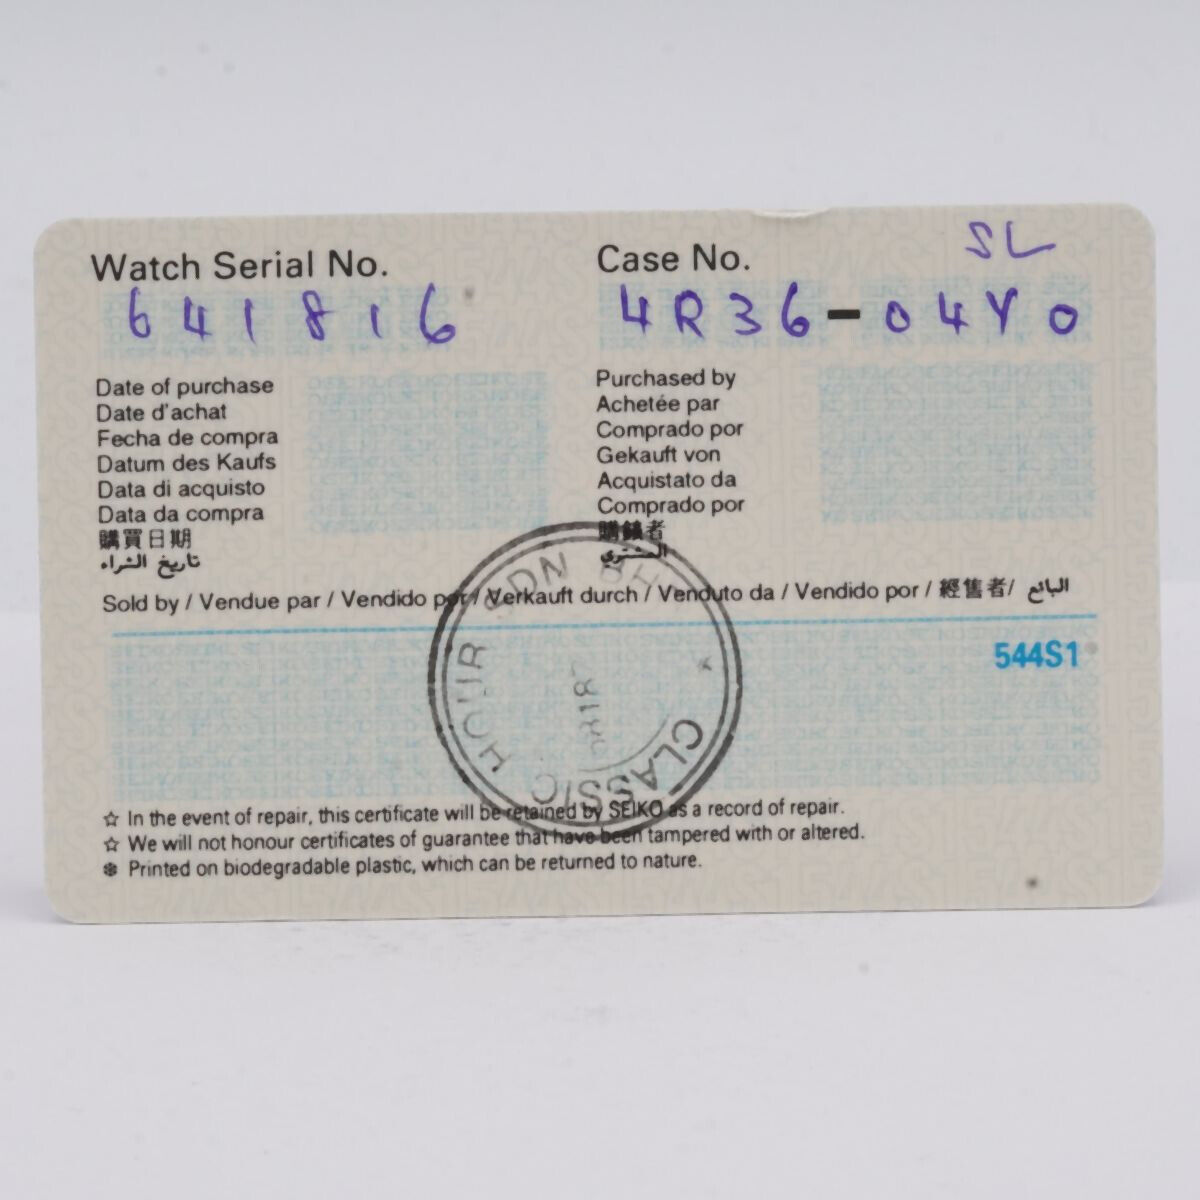 SL
Watch Serial No.
641816
Case No.
4R36-04Y0
Date of purchase
Date d'achat
Fecha de compra
Datum des Kaufs
Data di acquisto
Data da compra
購買日期
تاريخ الشراء
Purchased by
Achetée par
Comprado por
Gekauft von
Acquistato da
Comprado por
購錶者
المشتري
Sold by / Vendue par / Vendido por / Verkauft durch / Venduto da / Vendido por / 經售者/ البائع
544S1
CLASSIC HOUR SDN BH
☆ In the event of repair, this certificate will be retained by SEIKO as a record of repair.
☆ We will not honour certificates of guarantee that have been tampered with or altered.
❄ Printed on biodegradable plastic, which can be returned to nature.